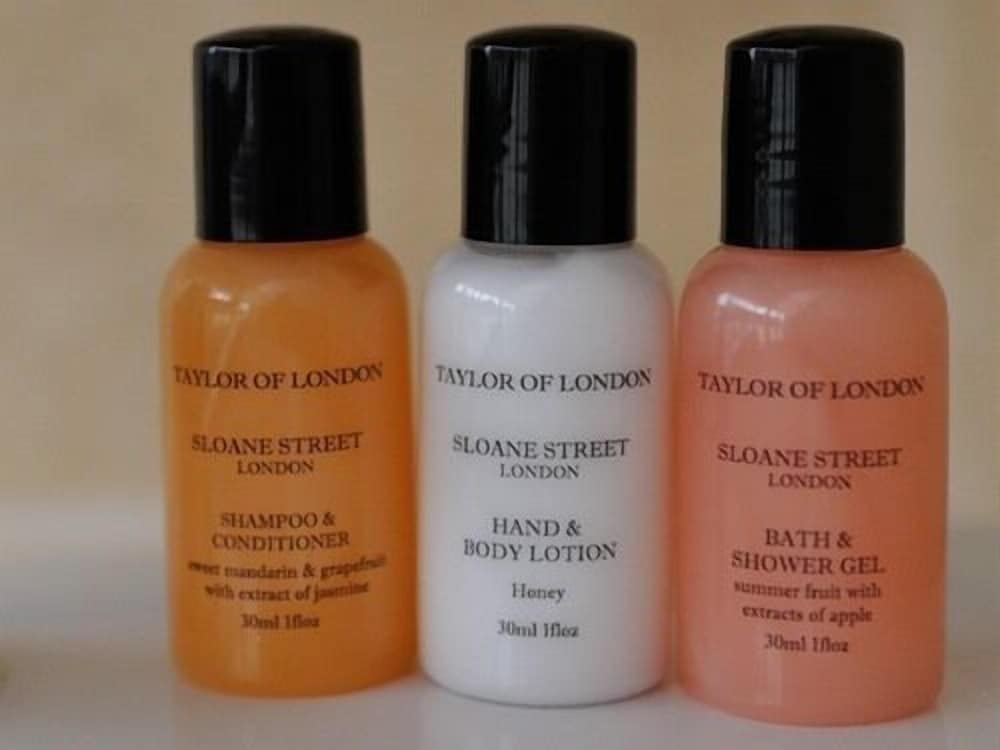 TAYLOR OF LONDON
SLOANE STREET
LONDON
SHAMPOO &
CONDITIONER
sweet mandarin & grapefruit
with extract of jasmine
30ml 1floz
TAYLOR OF LONDON
SLOANE STREET
LONDON
HAND &
BODY LOTION
Honey
30ml 1floz
TAYLOR OF LONDON
SLOANE STREET
LONDON
BATH &
SHOWER GEL
summer fruit with
extracts of apple
30ml 1floz